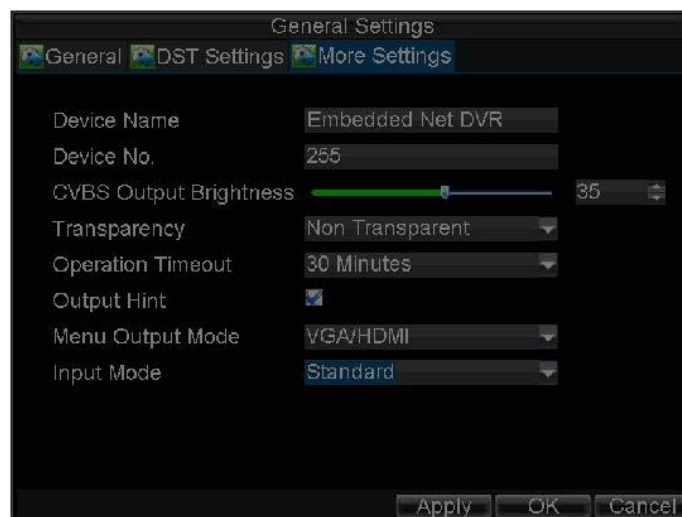 General Settings
General DST Settings More Settings
Device Name Embedded Net DVR
Device No. 255
CVBS Output Brightness 35
Transparency Non Transparent
Operation Timeout 30 Minutes
Output Hint
Menu Output Mode VGA/HDMI
Input Mode Standard
Apply OK Cancel